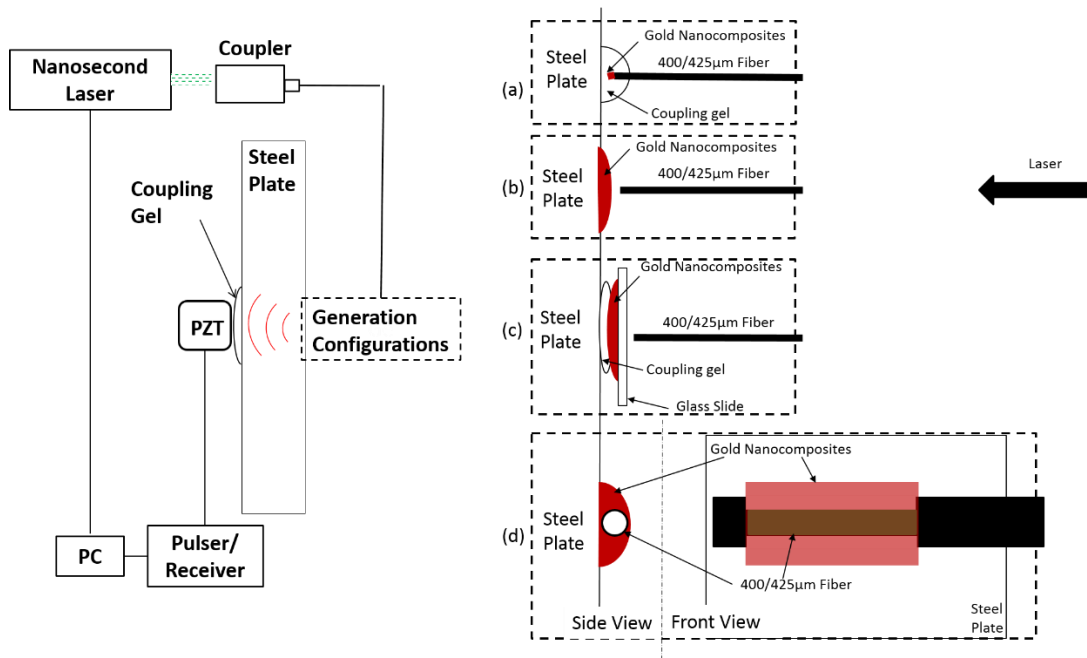 Nanosecond
Laser
Coupler
Steel
Plate
Coupling
Gel
PZT
Generation
Configurations
PC
Pulser/
Receiver
(a)
Steel
Plate
Gold Nanocomposites
400/425μm Fiber
Coupling gel
(b)
Steel
Plate
Gold Nanocomposites
400/425μm Fiber
Laser
(c)
Steel
Plate
Gold Nanocomposites
400/425μm Fiber
Coupling gel
Glass Slide
(d)
Steel
Plate
Gold Nanocomposites
400/425μm Fiber
Side View
Front View
Steel
Plate